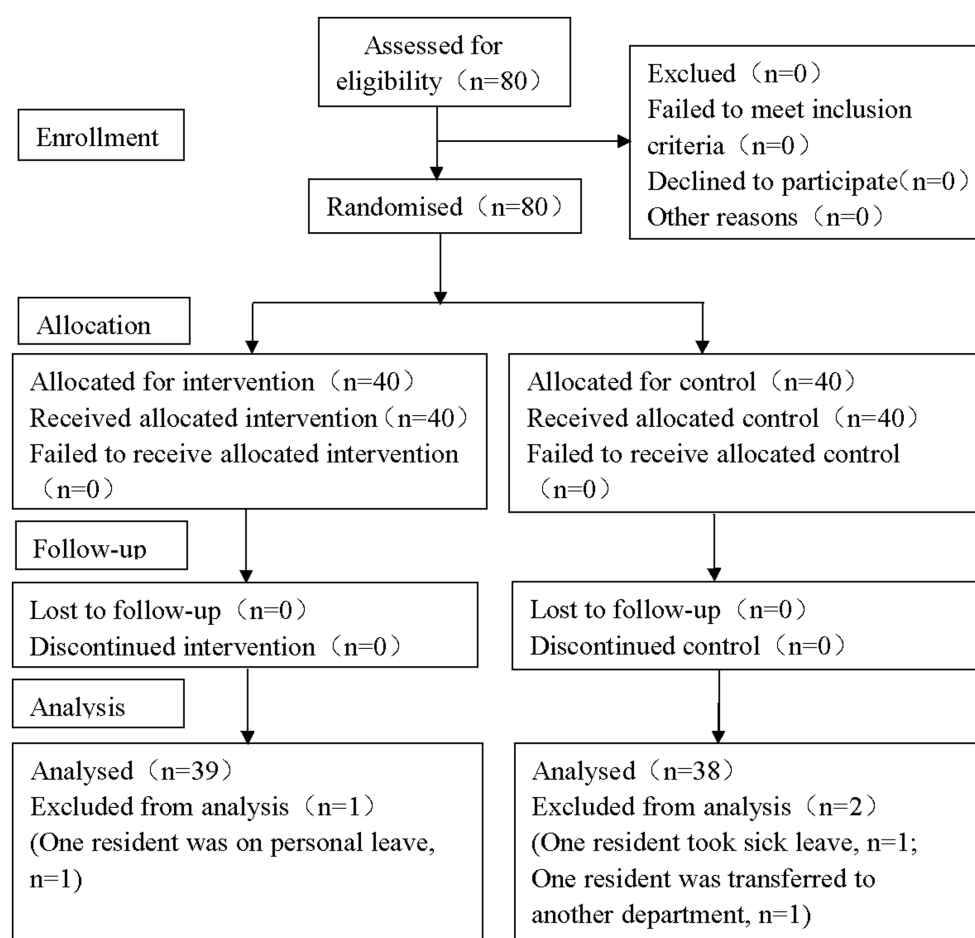 Assessed for
eligibility（n=80）
Exclued（n=0）
Failed to meet inclusion
criteria（n=0）
Declined to participate（n=0）
Other reasons（n=0）
Enrollment
Randomised（n=80）
Allocation
Allocated for intervention（n=40）
Received allocated intervention（n=40）
Failed to receive allocated intervention
（n=0）
Allocated for control（n=40）
Received allocated control（n=40）
Failed to receive allocated control
（n=0）
Follow-up
Lost to follow-up（n=0）
Discontinued intervention（n=0）
Lost to follow-up（n=0）
Discontinued control（n=0）
Analysis
Analysed（n=39）
Excluded from analysis（n=1）
(One resident was on personal leave,
n=1)
Analysed（n=38）
Excluded from analysis（n=2）
(One resident took sick leave, n=1;
One resident was transferred to
another department, n=1)